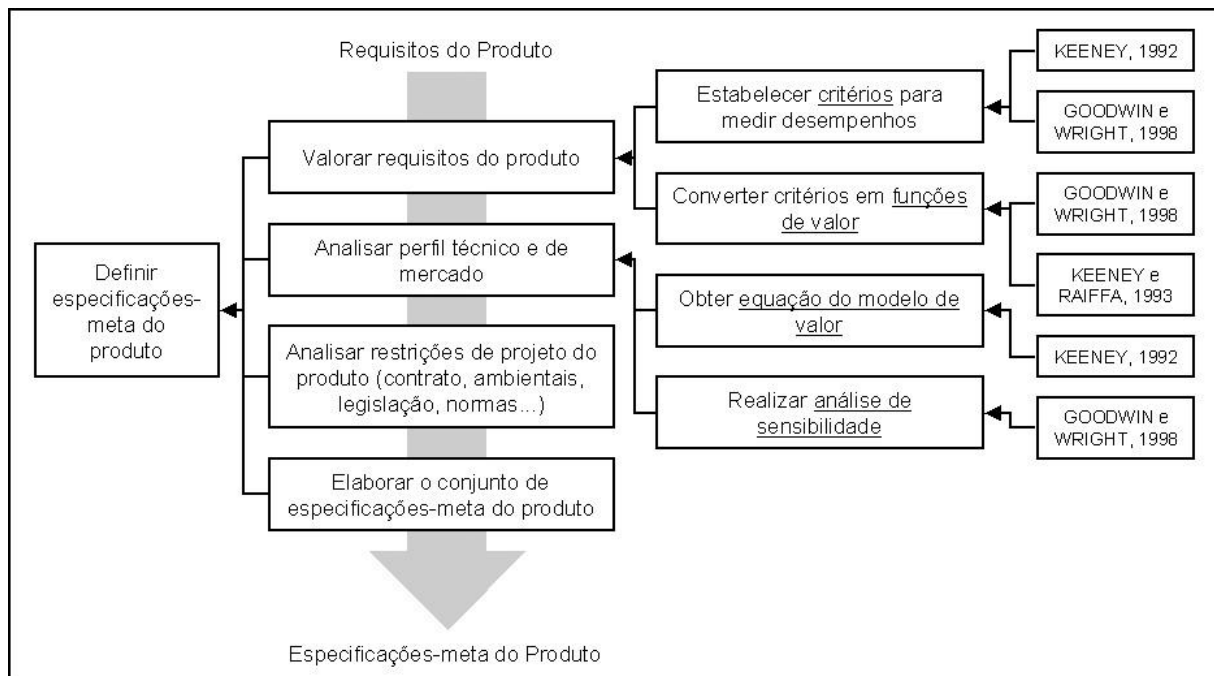 Requisitos do Produto
Valorar requisitos do produto
Analisar perfil técnico e de
mercado
Analisar restrições de projeto do
produto (contrato, ambientais,
legislação, normas...)
Elaborar o conjunto de
especificações-meta do produto
Especificações-meta do Produto
Definir
especificações-
meta do
produto
Estabelecer critérios para
medir desempenhos
Converter critérios em funções
de valor
Obter equação do modelo de
valor
Realizar análise de
sensibilidade
KEENEY, 1992
GOODWIN e
WRIGHT, 1998
GOODWIN e
WRIGHT, 1998
KEENEY e
RAIFFA, 1993
KEENEY, 1992
GOODWIN e
WRIGHT, 1998